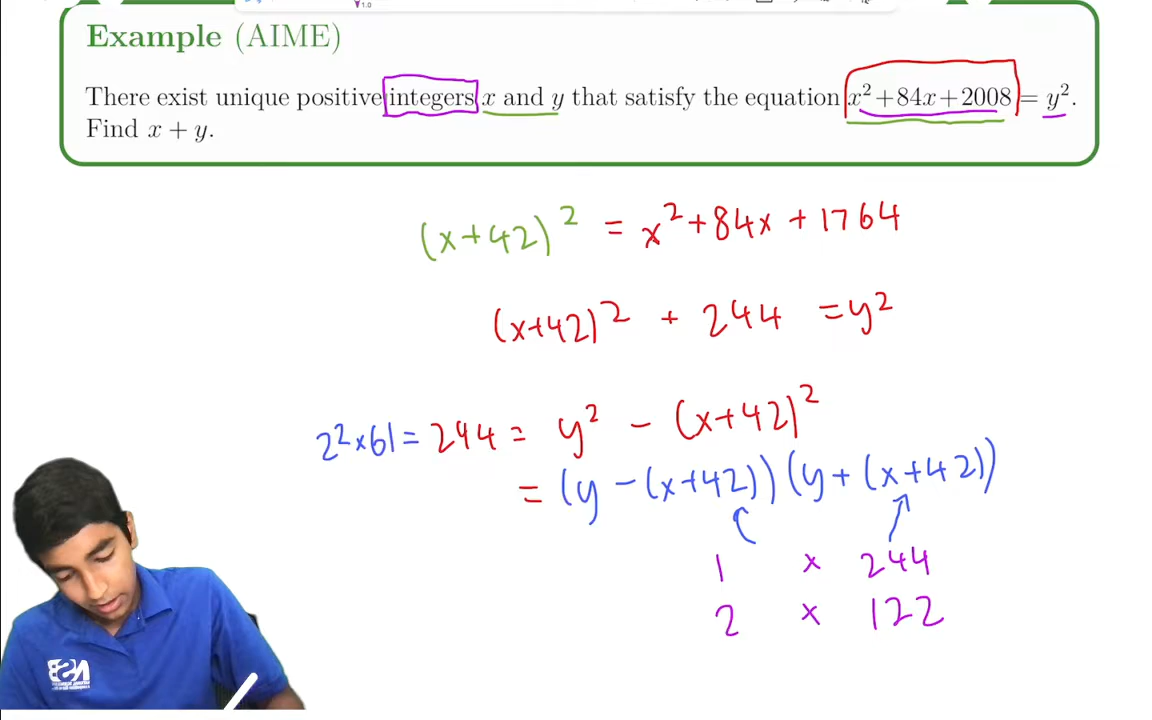 1.0
Example (AIME)
There exist unique positive integers x and y that satisfy the equation x² + 84x + 2008 = y².
Find x + y.
(x+42)² = x² + 84x + 1764
(x+42)² + 244 = y²
2²×61 = 244 = y² − (x+42)²
= (y − (x+42))(y + (x+42))
1 × 244
2 × 122